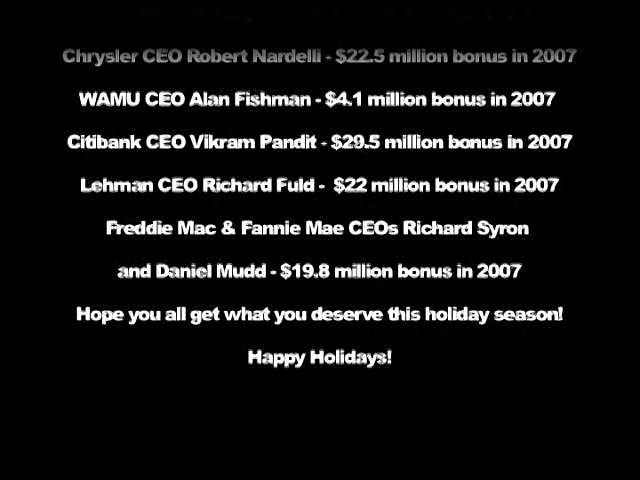 Chrysler CEO Robert Nardelli - $22.5 million bonus in 2007
WAMU CEO Alan Fishman - $4.1 million bonus in 2007
Citibank CEO Vikram Pandit - $29.5 million bonus in 2007
Lehman CEO Richard Fuld - $22 million bonus in 2007
Freddie Mac & Fannie Mae CEOs Richard Syron
and Daniel Mudd - $19.8 million bonus in 2007
Hope you all get what you deserve this holiday season!
Happy Holidays!